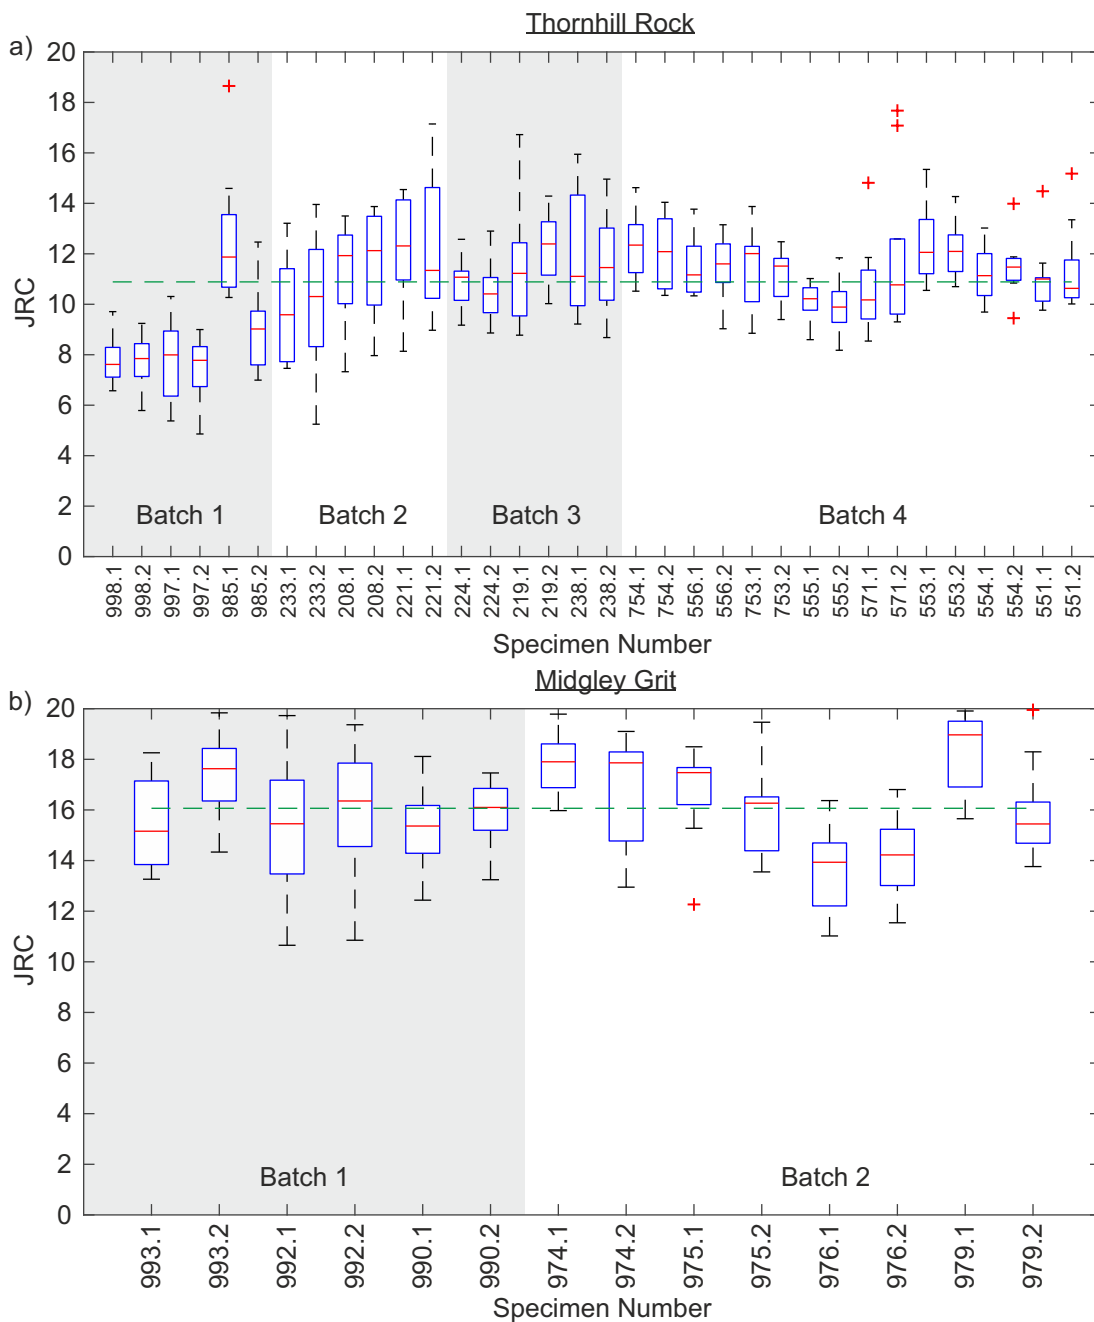 Thornhill Rock
a)
20
18
16
14
12
10
8
6
4
2
0
JRC
Batch 1 Batch 2 Batch 3 Batch 4
998.1 998.2 997.1 997.2 985.1 985.2 233.1 233.2 208.1 208.2 221.1 221.2 224.1 224.2 219.1 219.2 238.1 238.2 754.1 754.2 556.1 556.2 753.1 753.2 555.1 555.2 571.1 571.2 553.1 553.2 554.1 554.2 551.1 551.2
Specimen Number
Midgley Grit
b)
20
18
16
14
12
10
8
6
4
2
0
JRC
Batch 1 Batch 2
993.1 993.2 992.1 992.2 990.1 990.2 974.1 974.2 975.1 975.2 976.1 976.2 979.1 979.2
Specimen Number